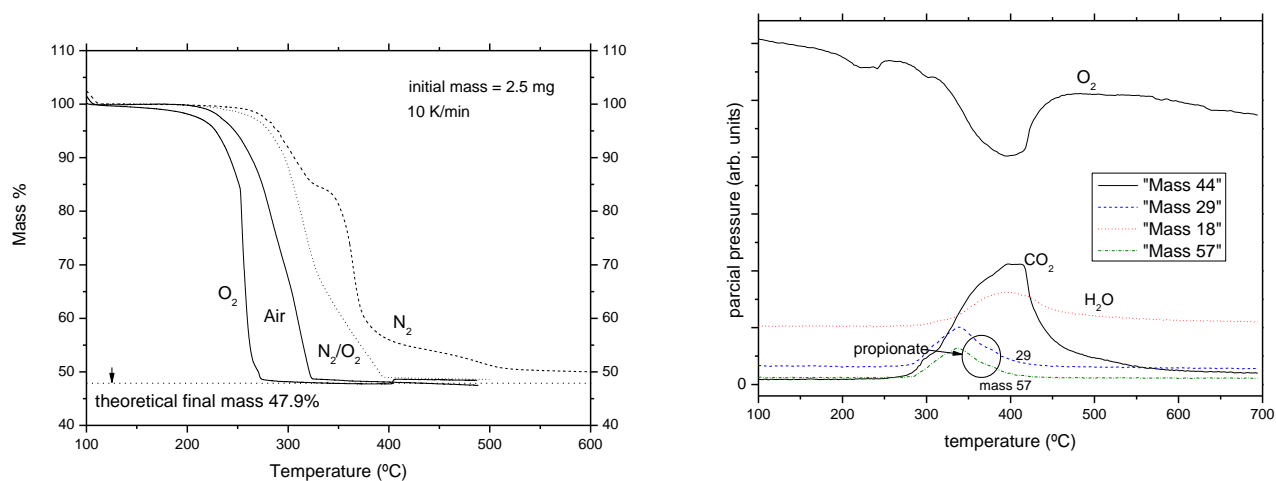 110
100
90
80
70
60
50
40
Mass %
110
100
90
80
70
60
50
40
initial mass = 2.5 mg
10 K/min
O2
Air
N2/O2
N2
theoretical final mass 47.9%
100
200
300
400
500
600
Temperature (ºC)
parcial pressure (arb. units)
0
O2
"Mass 44"
"Mass 29"
"Mass 18"
"Mass 57"
CO2
H2O
propionate
29
mass 57
100
200
300
400
500
600
700
temperature (ºC)